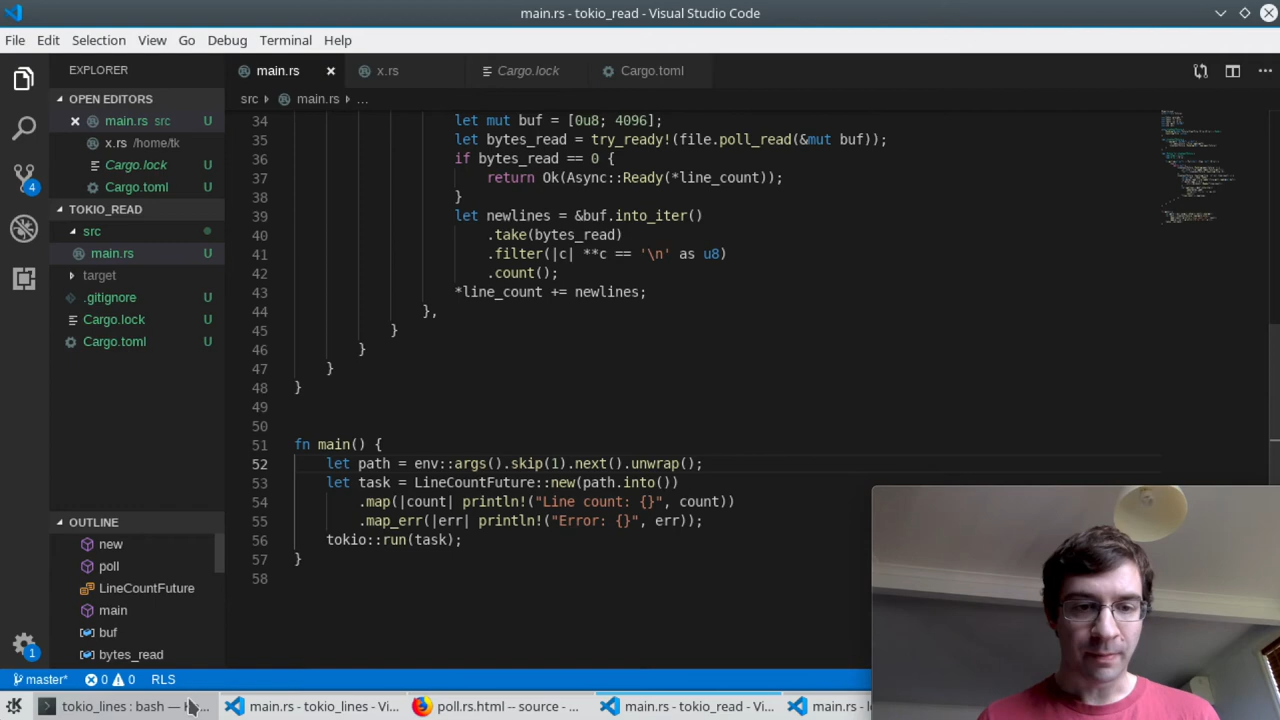 main.rs - tokio_read - Visual Studio Code
File Edit Selection View Go Debug Terminal Help
EXPLORER
main.rs x.rs Cargo.lock Cargo.toml
OPEN EDITORS
src main.rs ...
main.rs src U
x.rs /home/tk
Cargo.lock U
Cargo.toml U
4
TOKIO_READ
src
main.rs U
target
.gitignore U
Cargo.lock U
Cargo.toml U
34 let mut buf = [0u8; 4096];
35 let bytes_read = try_ready!(file.poll_read(&mut buf));
36 if bytes_read == 0 {
37 return Ok(Async::Ready(*line_count));
38 }
39 let newlines = &buf.into_iter()
40 .take(bytes_read)
41 .filter(|c| **c == '\n' as u8)
42 .count();
43 *line_count += newlines;
44 },
45 }
46 }
47 }
48 }
49
50
51 fn main() {
52 let path = env::args().skip(1).next().unwrap();
53 let task = LineCountFuture::new(path.into())
54 .map(|count| println!("Line count: {}", count))
55 .map_err(|err| println!("Error: {}", err));
56 tokio::run(task);
57 }
58
OUTLINE
new
poll
LineCountFuture
main
buf
bytes_read
1
master* 0 0 RLS
tokio_lines : bash — K... main.rs - tokio_lines - Vi... poll.rs.html -- source - ... main.rs - tokio_read - Vi... main.rs - l